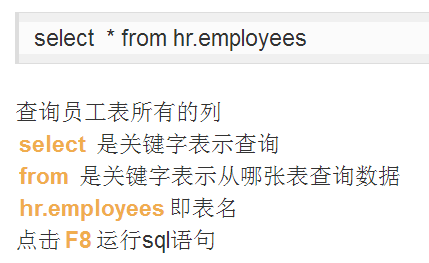 select  * from hr.employees
查询员工表所有的列
select 是关键字表示查询
from 是关键字表示从哪张表查询数据
hr.employees 即表名
点击 F8 运行sql语句